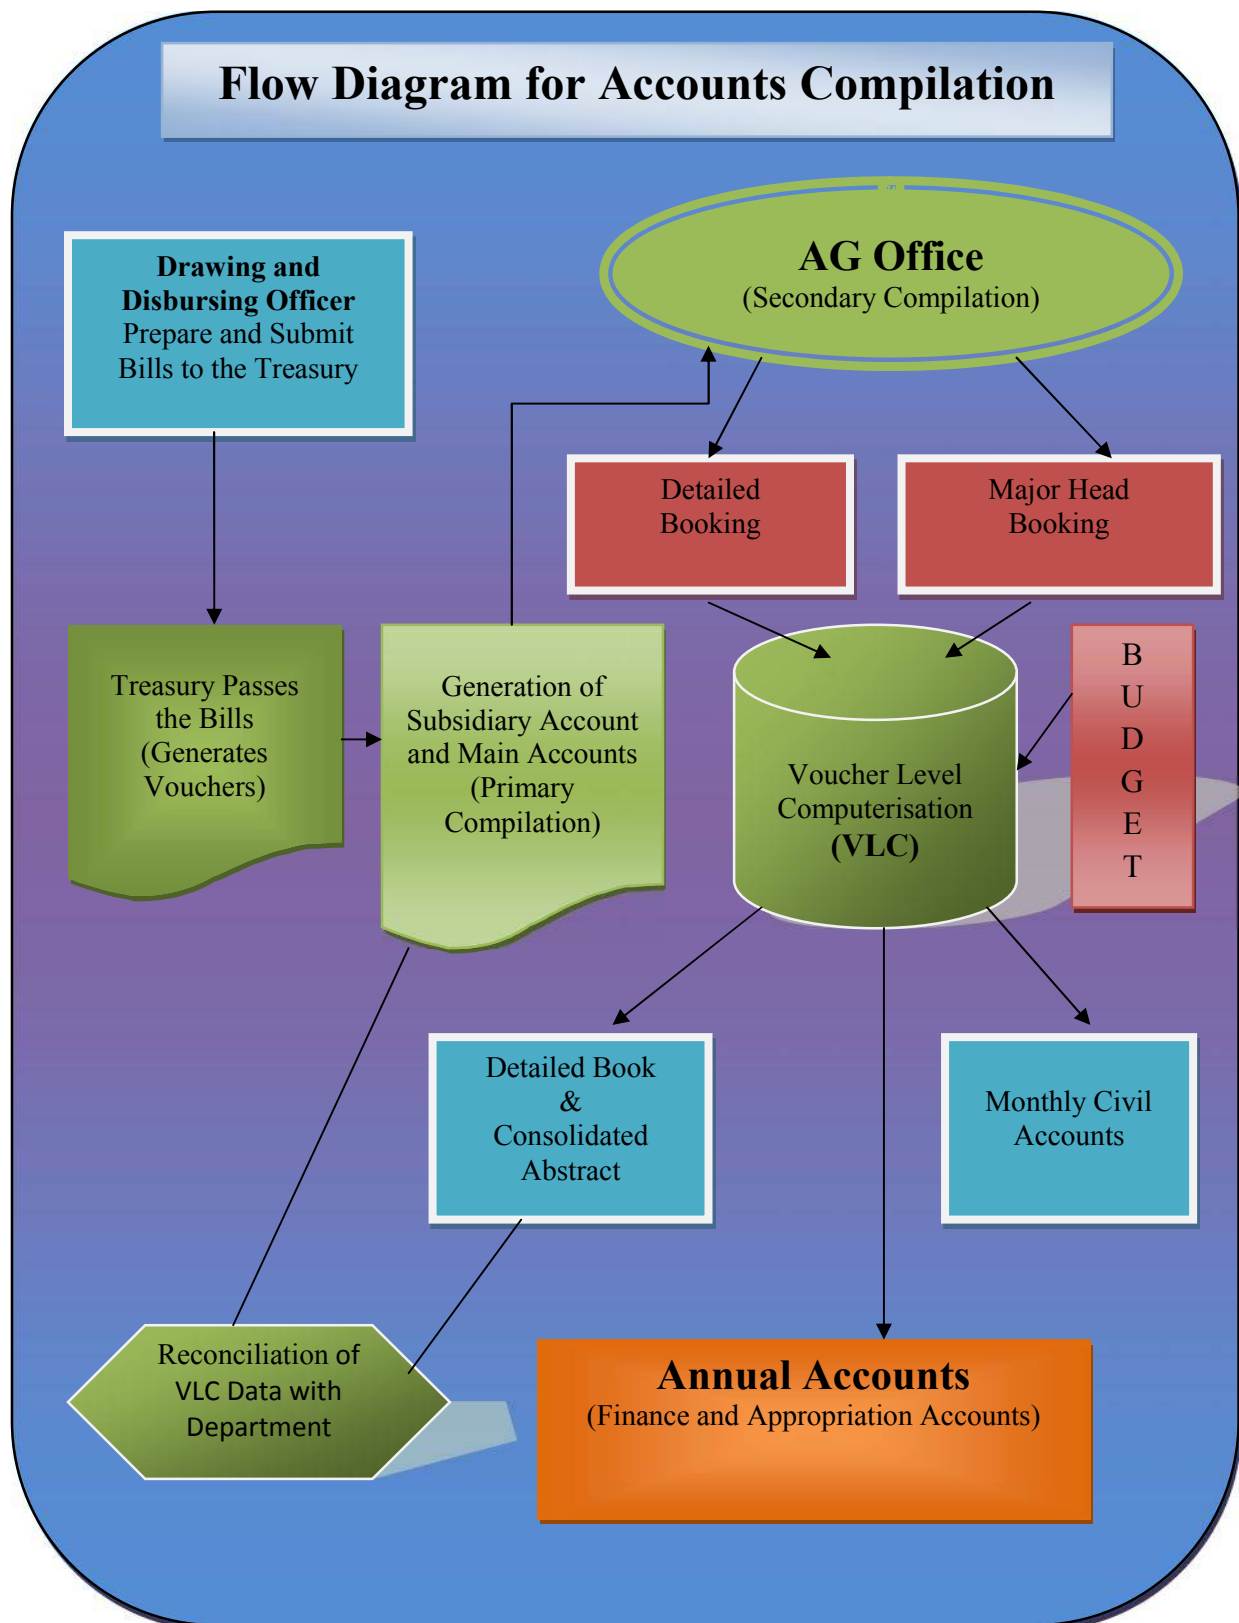 Flow Diagram for Accounts Compilation
AG Office
(Secondary Compilation)
Drawing and
Disbursing Officer
Prepare and Submit
Bills to the Treasury
Detailed
Booking
Major Head
Booking
Treasury Passes
the Bills
(Generates
Vouchers)
Generation of
Subsidiary Account
and Main Accounts
(Primary
Compilation)
Voucher Level
Computerisation
(VLC)
B
U
D
G
E
T
Detailed Book
&
Consolidated
Abstract
Monthly Civil
Accounts
Reconciliation of
VLC Data with
Department
Annual Accounts
(Finance and Appropriation Accounts)